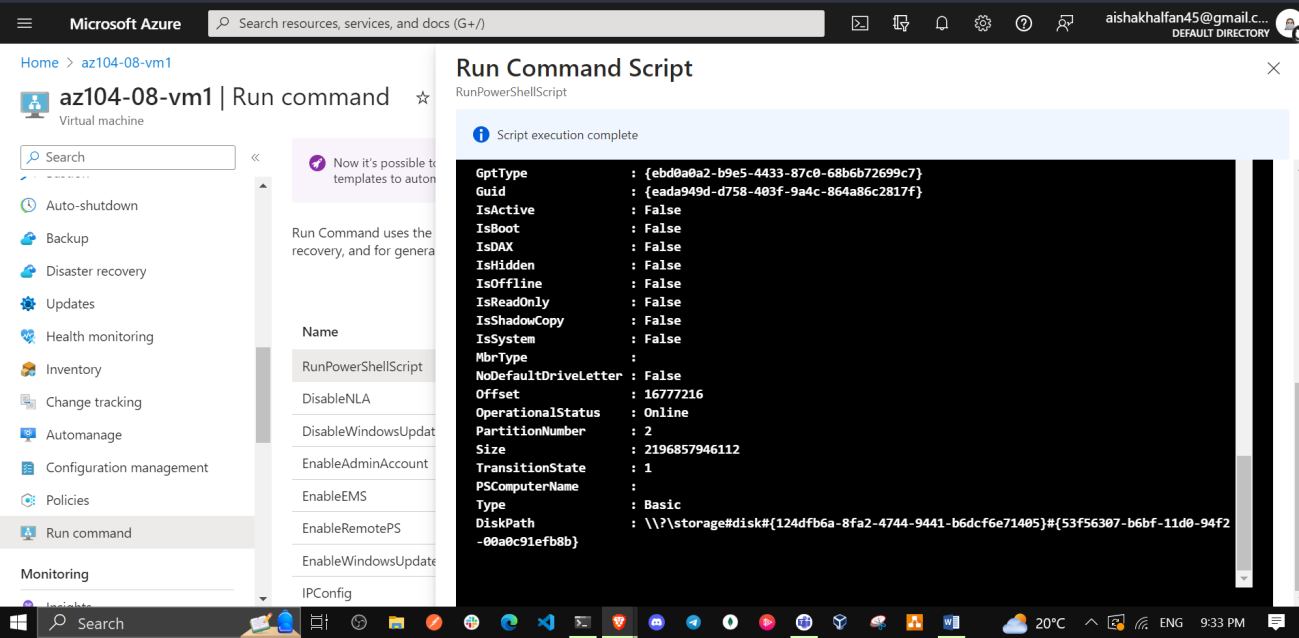 Microsoft Azure
Search resources, services, and docs (G+/)
aishakhalfan45@gmail.c...
DEFAULT DIRECTORY
Home > az104-08-vm1
az104-08-vm1 | Run command
Virtual machine
Search
Auto-shutdown
Backup
Disaster recovery
Updates
Health monitoring
Inventory
Change tracking
Automanage
Configuration management
Policies
Run command
Monitoring
Insights
Now it's possible to
templates to autom
Run Command uses the
recovery, and for genera
Name
RunPowerShellScript
DisableNLA
DisableWindowsUpdat
EnableAdminAccount
EnableEMS
EnableRemotePS
EnableWindowsUpdate
IPConfig
Run Command Script
RunPowerShellScript
Script execution complete
GptType : {ebd0a0a2-b9e5-4433-87c0-68b6b72699c7}
Guid : {eada949d-d758-403f-9a4c-864a86c2817f}
IsActive : False
IsBoot : False
IsDAX : False
IsHidden : False
IsOffline : False
IsReadOnly : False
IsShadowCopy : False
IsSystem : False
MbrType :
NoDefaultDriveLetter : False
Offset : 16777216
OperationalStatus : Online
PartitionNumber : 2
Size : 2196857946112
TransitionState : 1
PSComputerName :
Type : Basic
DiskPath : \\?\storage#disk#{124dfb6a-8fa2-4744-9441-b6dcf6e71405}#{53f56307-b6bf-11d0-94f2
-00a0c91efb8b}
Search
20°C
ENG
9:33 PM